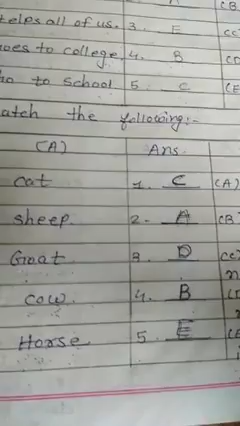 helps all of us. 3. E (C
goes to college. 4. B (D
to school 5. C (E
atch the following:-
(A) Ans.
cat 1. C (A)
sheep 2. A (B
Goat 3. D (C
cow 4. B
Horse 5. E (E